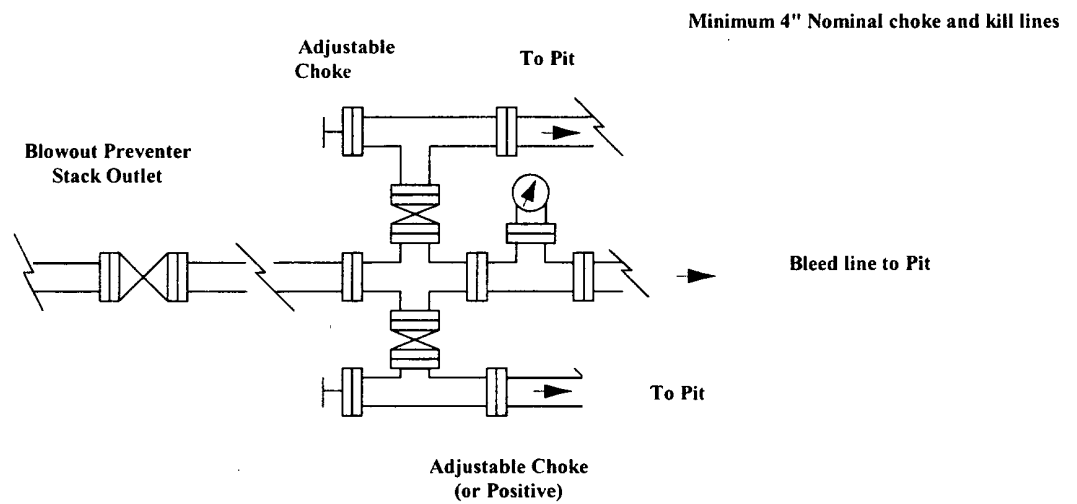 Minimum 4" Nominal choke and kill lines
Adjustable
Choke
To Pit
Blowout Preventer
Stack Outlet
Bleed line to Pit
To Pit
Adjustable Choke
(or Positive)